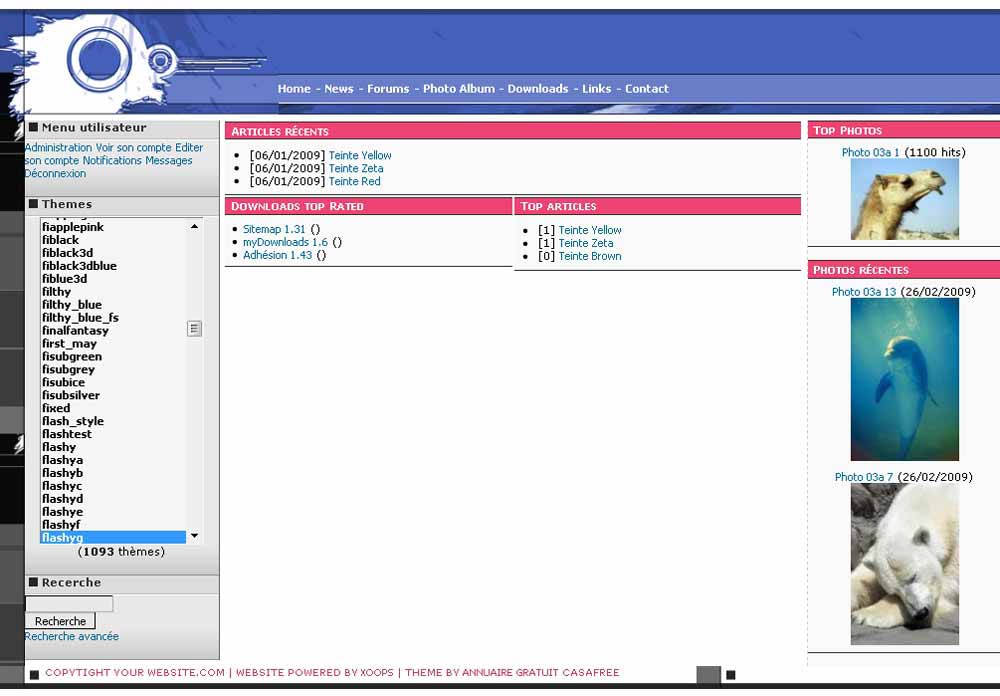 Home - News - Forums - Photo Album - Downloads - Links - Contact
Menu utilisateur
Administration Voir son compte Editer
son compte Notifications Messages
Déconnexion
Themes
fiapplepink
fiblack
fiblack3d
fiblack3dblue
fiblue3d
filthy
filthy_blue
filthy_blue_fs
finalfantasy
first_may
fisubgreen
fisubgrey
fisubice
fisubsilver
fixed
flash_style
flashtest
flashy
flashya
flashyb
flashyc
flashyd
flashye
flashyf
flashyg
(1093 thèmes)
Recerche
Recherche
Recherche avancée
ARTICLES RÉCENTS
[06/01/2009] Teinte Yellow
[06/01/2009] Teinte Zeta
[06/01/2009] Teinte Red
DOWNLOADS TOP RATED
Sitemap 1.31 ()
myDownloads 1.6 ()
Adhésion 1.43 ()
TOP ARTICLES
[1] Teinte Yellow
[1] Teinte Zeta
[0] Teinte Brown
TOP PHOTOS
Photo 03a 1 (1100 hits)
PHOTOS RÉCENTES
Photo 03a 13 (26/02/2009)
Photo 03a 7 (26/02/2009)
COPYTIGHT YOUR WEBSITE.COM | WEBSITE POWERED BY XOOPS | THEME BY ANNUAIRE GRATUIT CASAFREE